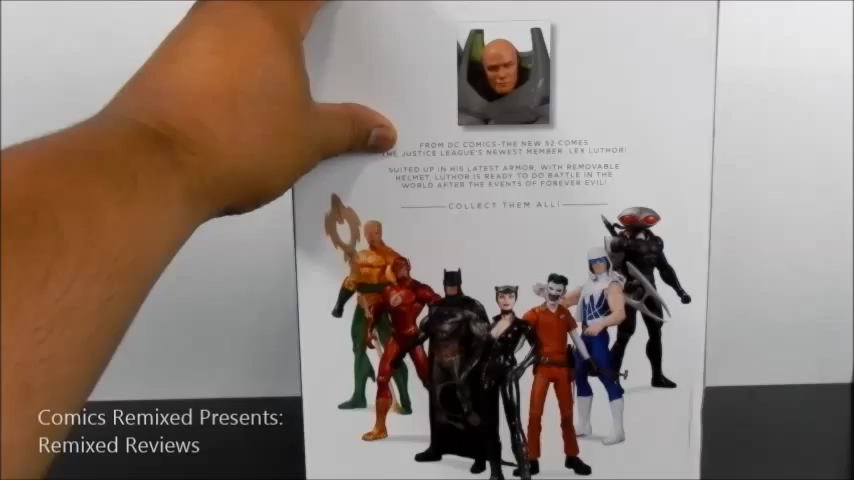 FROM DC COMICS-THE NEW 52 COMES
THE JUSTICE LEAGUE'S NEWEST MEMBER: LEX LUTHOR!
SUITED UP IN HIS LATEST ARMOR, WITH REMOVABLE
HELMET, LUTHOR IS READY TO DO BATTLE IN THE
WORLD AFTER THE EVENTS OF FOREVER EVIL!
COLLECT THEM ALL!
Comics Remixed Presents:
Remixed Reviews